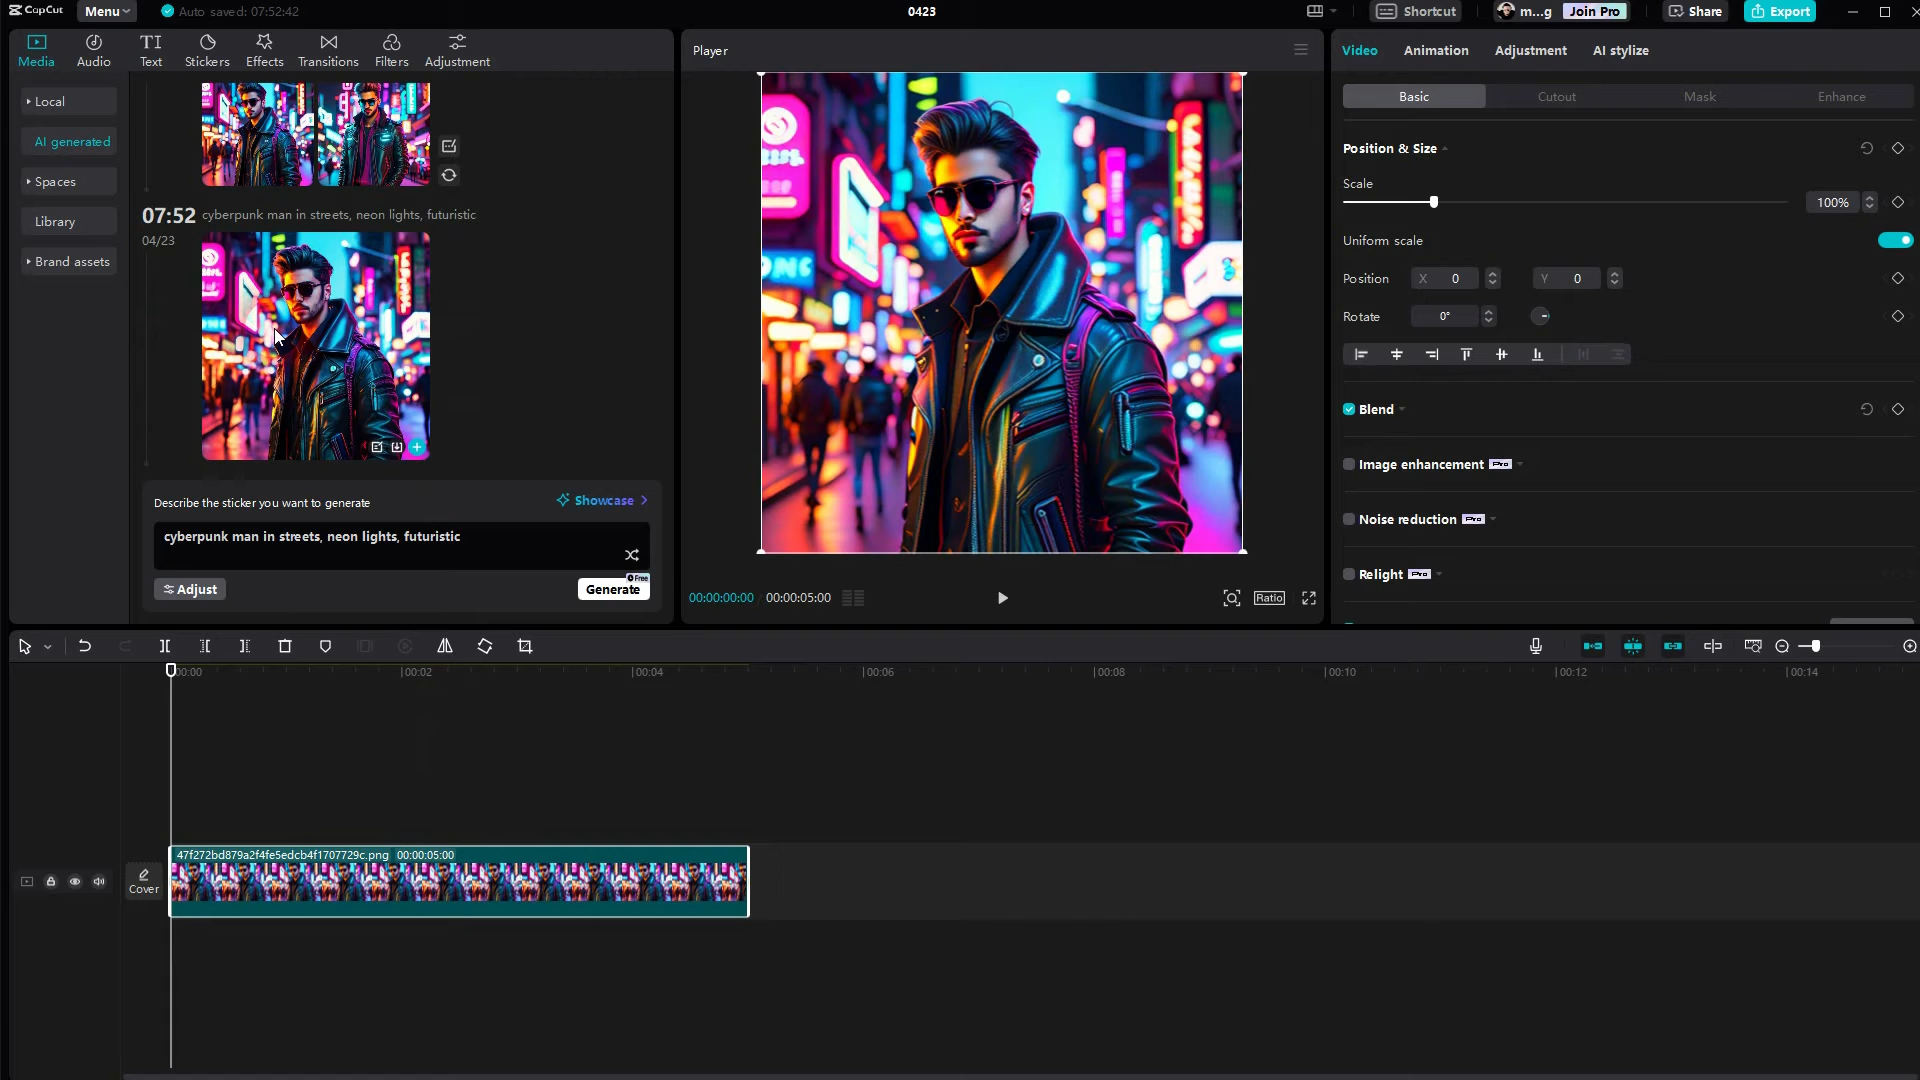 CapCut
Menu
Auto saved: 07:52:42
0423
Shortcut
m...g
Join Pro
Share
Export
Media
Audio
Text
Stickers
Effects
Transitions
Filters
Adjustment
Local
AI generated
Spaces
Library
Brand assets
07:52
cyberpunk man in streets, neon lights, futuristic
04/23
Describe the sticker you want to generate
Showcase
cyberpunk man in streets, neon lights, futuristic
Adjust
Free
Generate
Player
00:00:00:00
00:00:05:00
Ratio
Video
Animation
Adjustment
AI stylize
Basic
Cutout
Mask
Enhance
Position & Size
Scale
100%
Uniform scale
Position
X 0
Y 0
Rotate
0°
Blend
Image enhancement Pro
Noise reduction Pro
Relight Pro
00:00
00:02
00:04
00:06
00:08
00:10
00:12
00:14
Cover
47f272bd879a2f4fe5edcb4f1707729c.png 00:00:05:00